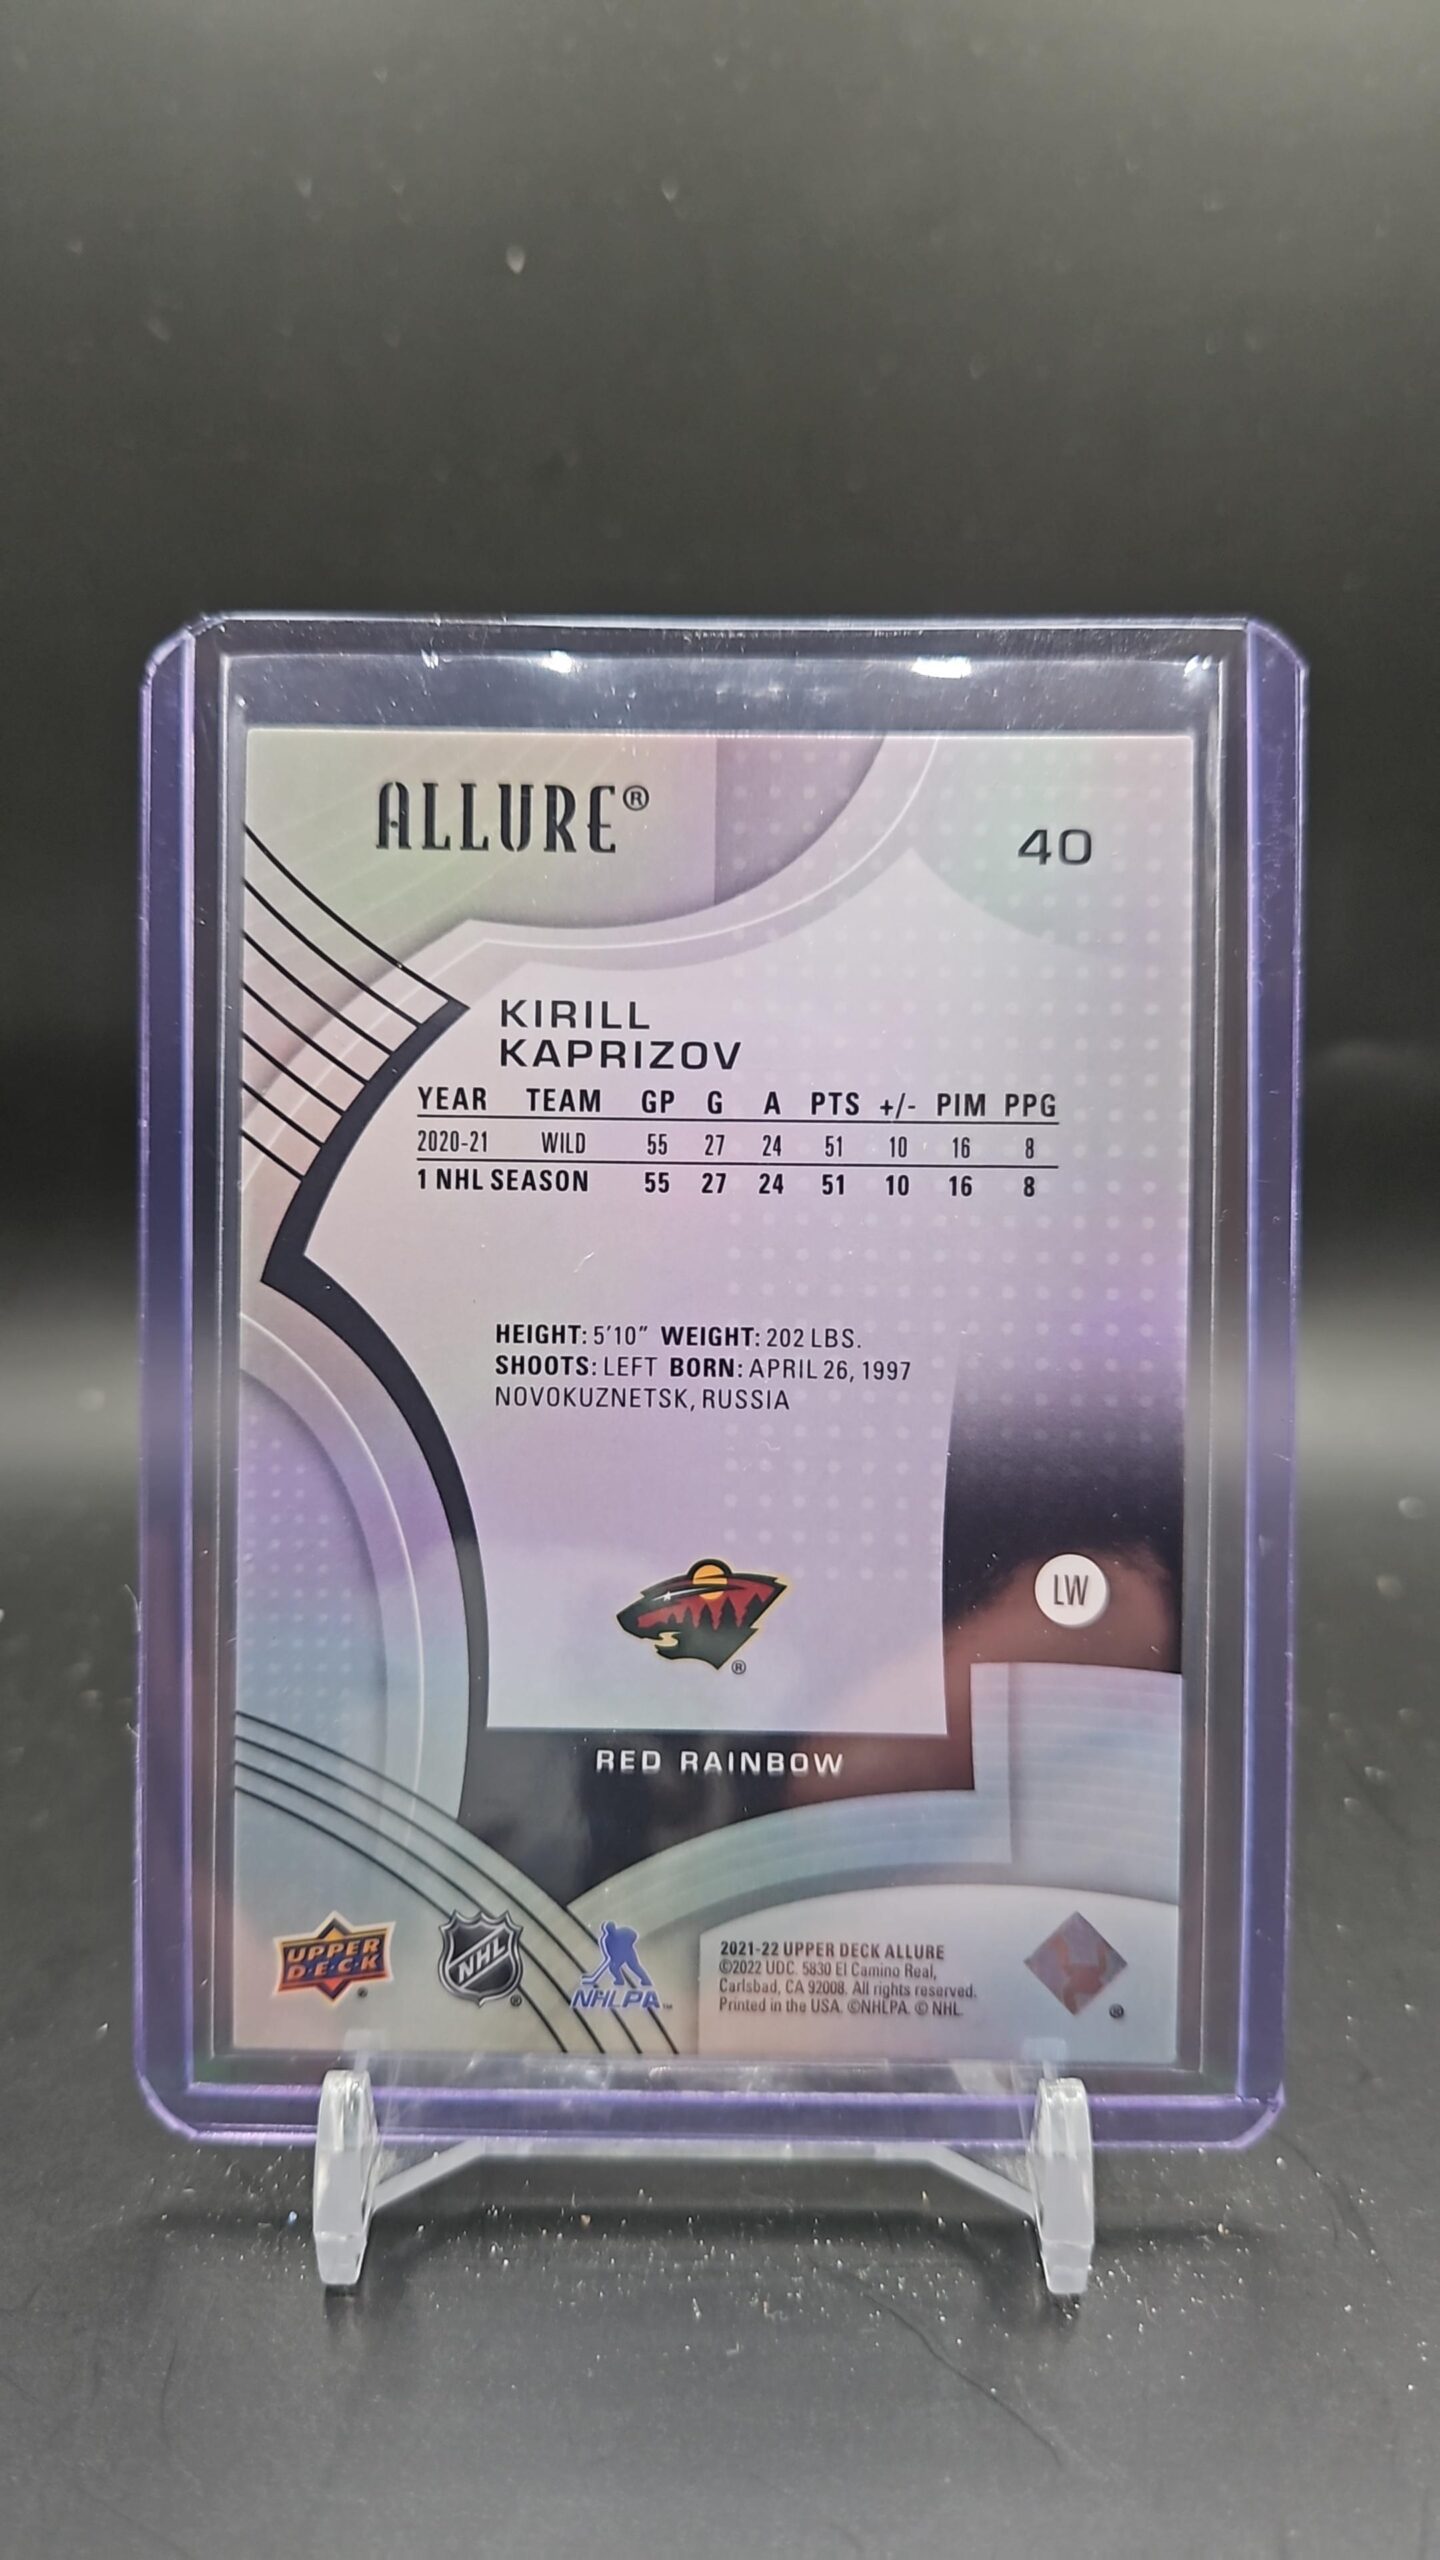 ALLURE®
40
KIRILL
KAPRIZOV
YEAR TEAM GP G A PTS +/- PIM PPG
2020-21 WILD 55 27 24 51 10 16 8
1 NHL SEASON 55 27 24 51 10 16 8
HEIGHT: 5'10" WEIGHT: 202 LBS.
SHOOTS: LEFT BORN: APRIL 26, 1997
NOVOKUZNETSK, RUSSIA
LW
®
RED RAINBOW
UPPER
DECK ®
NHL ®
NHLPA™
2021-22 UPPER DECK ALLURE
©2022 UDC. 5830 El Camino Real,
Carlsbad, CA 92008. All rights reserved.
Printed in the USA. ©NHLPA. © NHL.
®